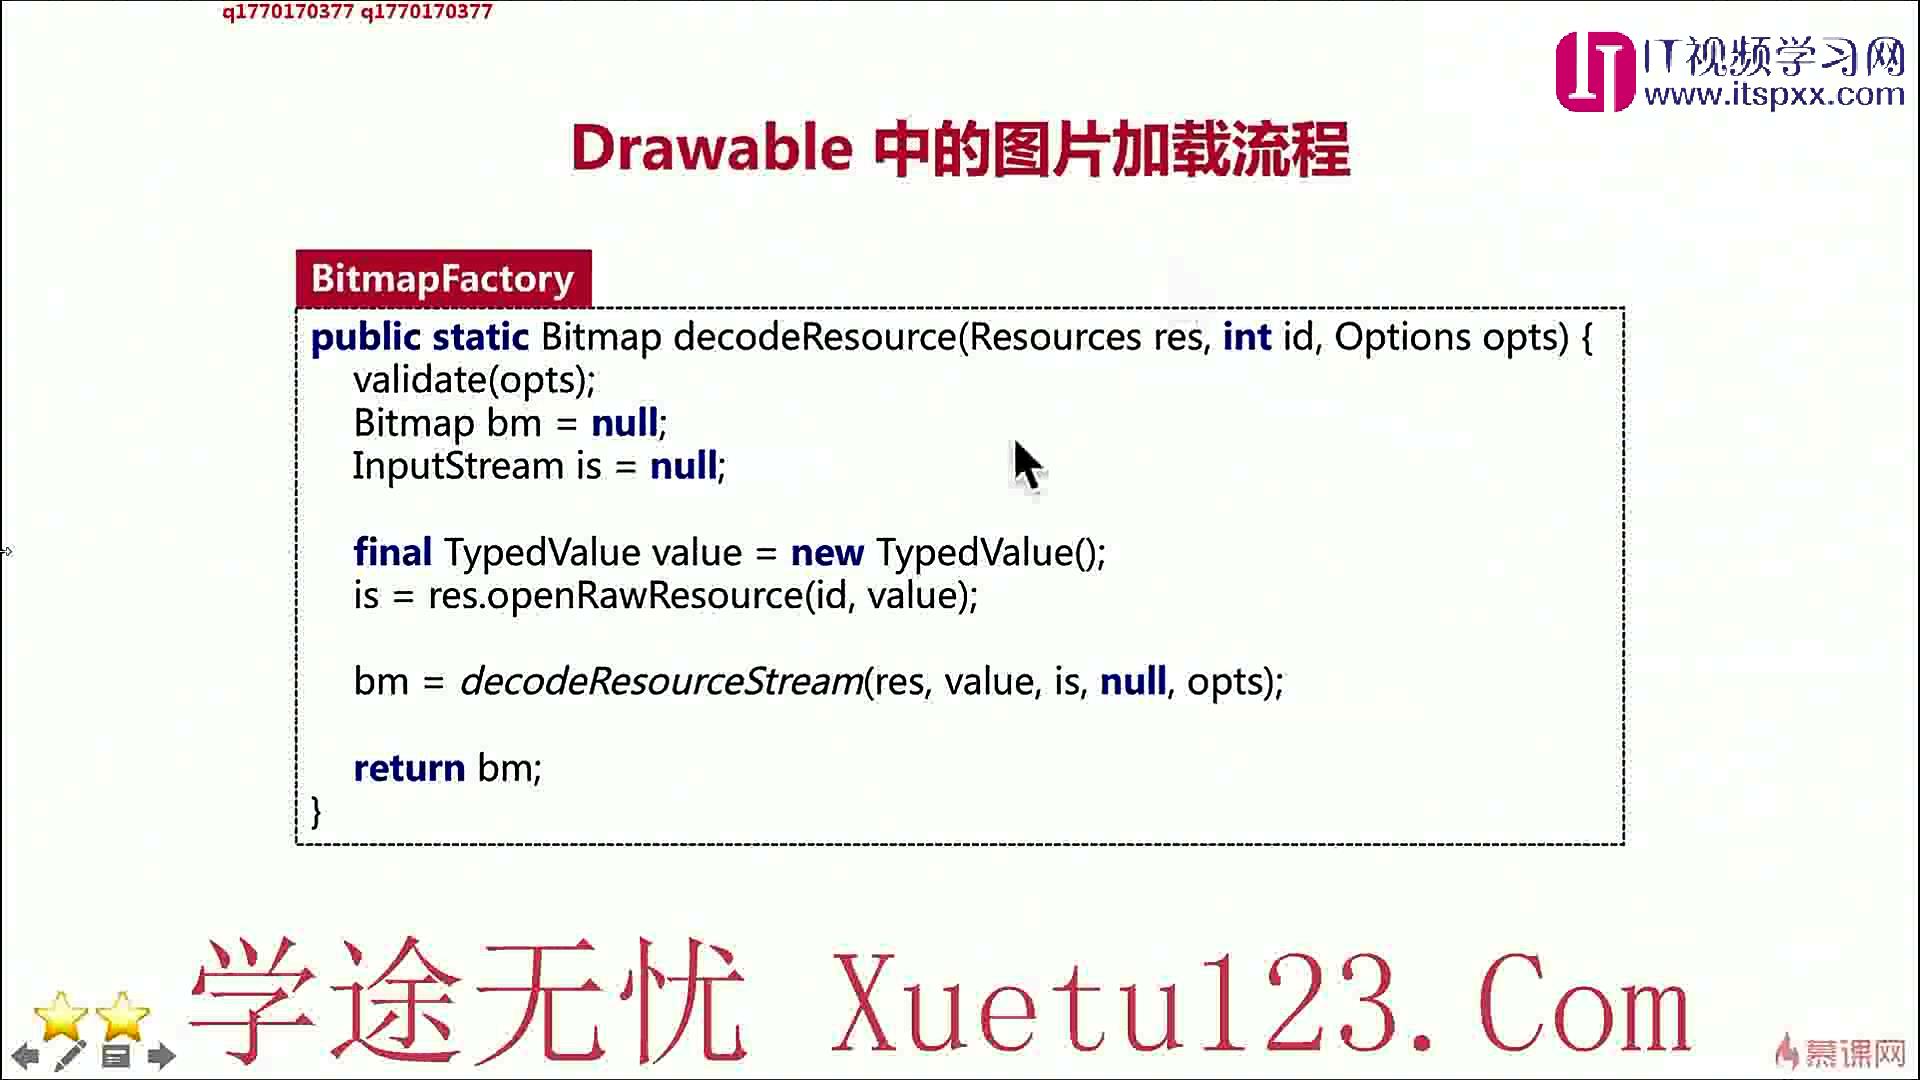 q1770170377 q1770170377
IT视频学习网
www.itspxx.com
Drawable 中的图片加载流程
BitmapFactory
public static Bitmap decodeResource(Resources res, int id, Options opts) {
validate(opts);
Bitmap bm = null;
InputStream is = null;
final TypedValue value = new TypedValue();
is = res.openRawResource(id, value);
bm = decodeResourceStream(res, value, is, null, opts);
return bm;
}
学途无忧 Xuetu123.Com
慕课网